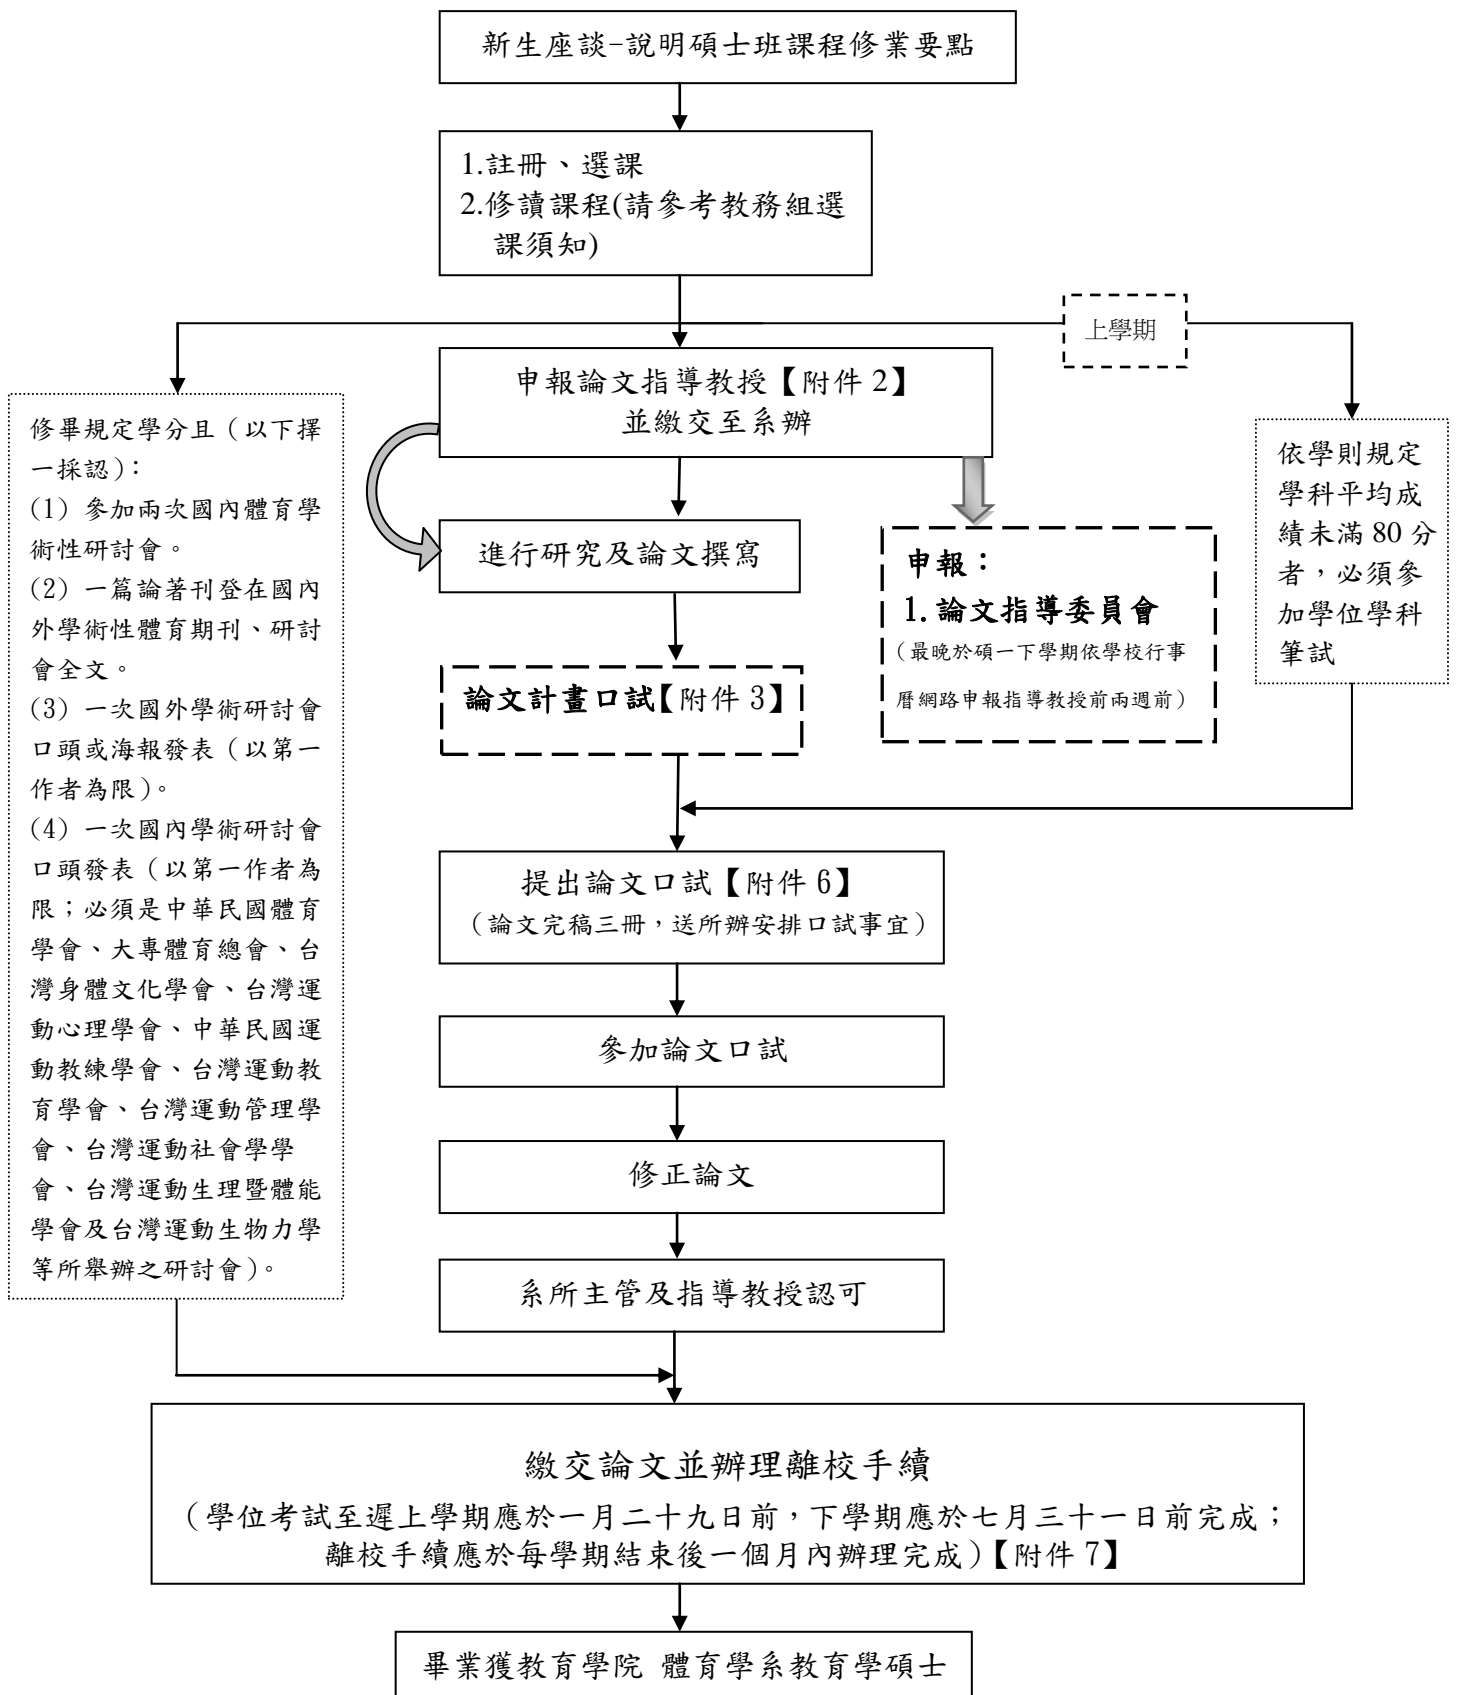 新生座談-說明碩士班課程修業要點
1.註冊、選課
2.修讀課程(請參考教務組選
課須知)
上學期
申報論文指導教授【附件 2】
並繳交至系辦
修畢規定學分且（以下擇
一採認）：
(1) 參加兩次國內體育學
術性研討會。
(2) 一篇論著刊登在國內
外學術性體育期刊、研討
會全文。
(3) 一次國外學術研討會
口頭或海報發表（以第一
作者為限）。
(4) 一次國內學術研討會
口頭發表（以第一作者為
限；必須是中華民國體育
學會、大專體育總會、台
灣身體文化學會、台灣運
動心理學會、中華民國運
動教練學會、台灣運動教
育學會、台灣運動管理學
會、台灣運動社會學學
會、台灣運動生理暨體能
學會及台灣運動生物力學
等所舉辦之研討會）。
依學則規定
學科平均成
績未滿 80 分
者，必須參
加學位學科
筆試
進行研究及論文撰寫
申報：
1. 論文指導委員會
（最晚於碩一下學期依學校行事
曆網路申報指導教授前兩週前）
論文計畫口試【附件 3】
提出論文口試【附件 6】
（論文完稿三冊，送所辦安排口試事宜）
參加論文口試
修正論文
系所主管及指導教授認可
繳交論文並辦理離校手續
（學位考試至遲上學期應於一月二十九日前，下學期應於七月三十一日前完成；
離校手續應於每學期結束後一個月內辦理完成）【附件 7】
畢業獲教育學院 體育學系教育學碩士